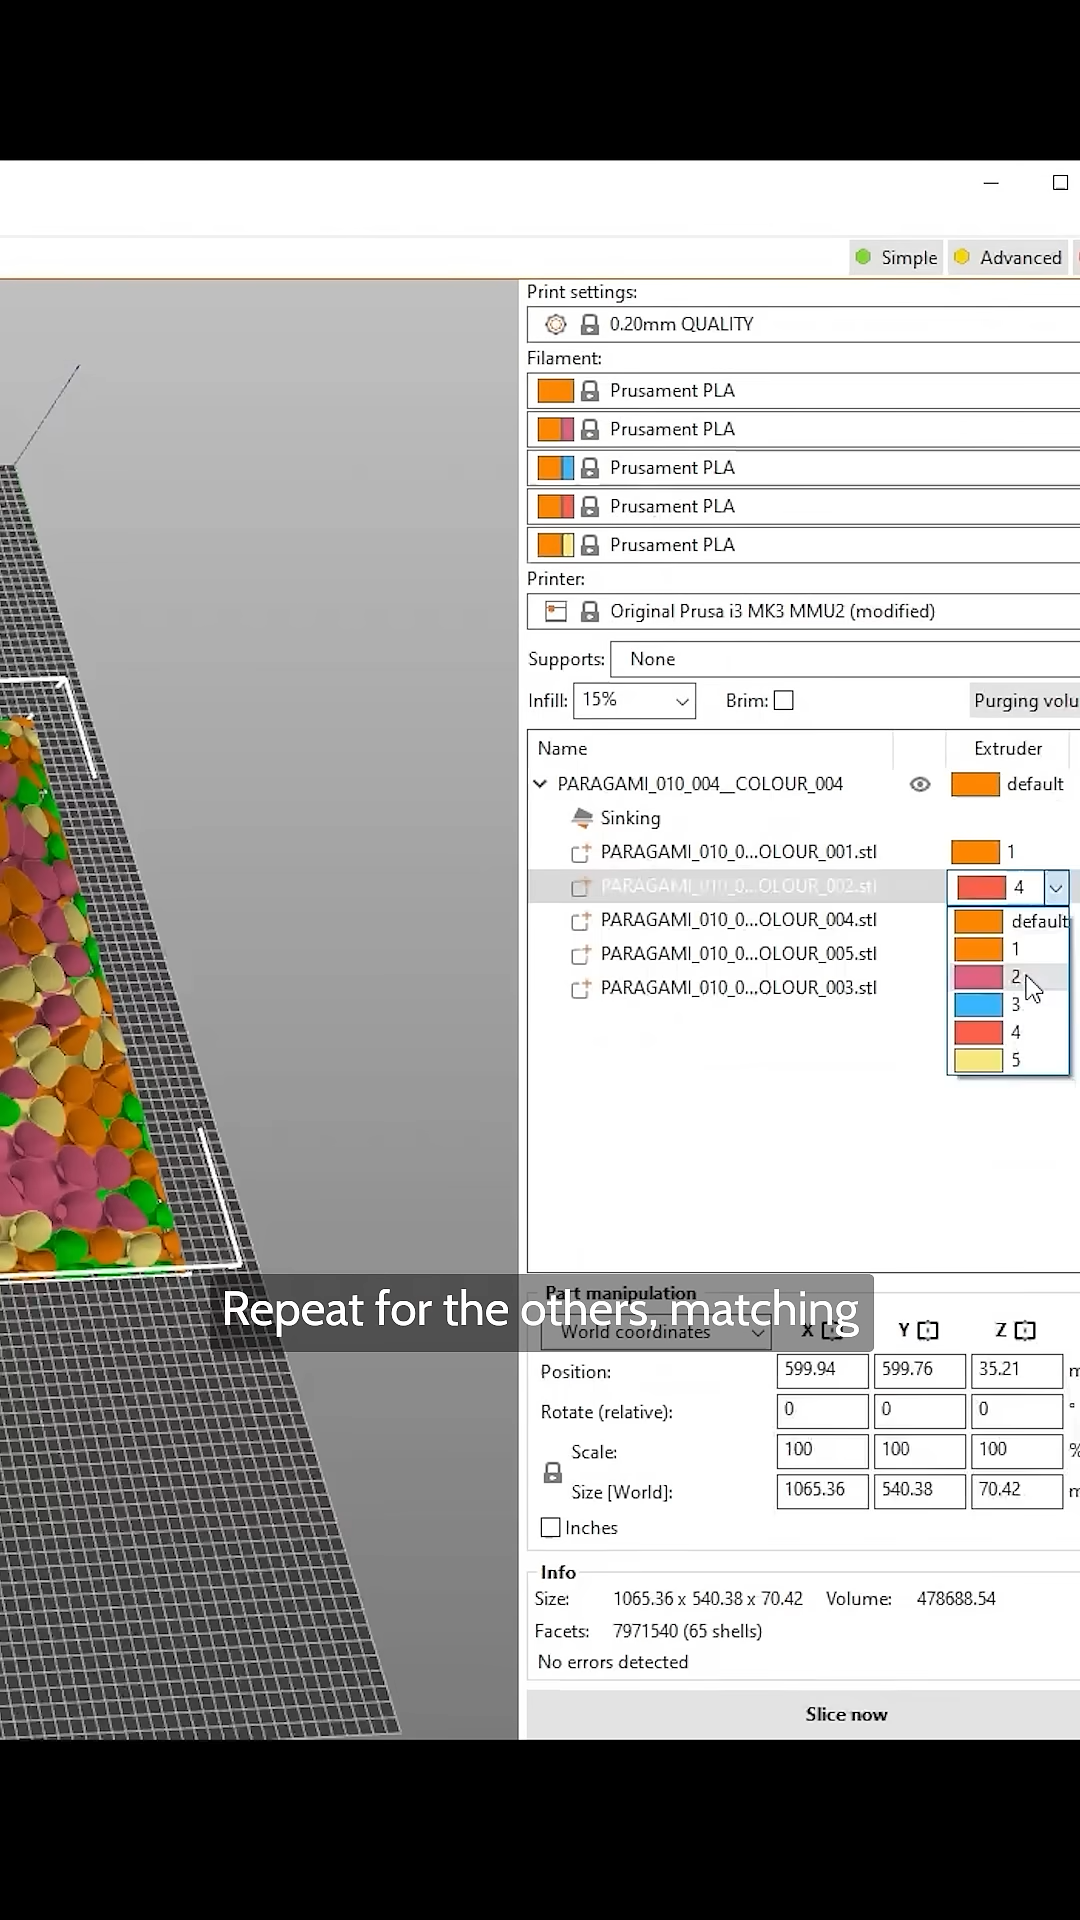 Simple Advanced
Print settings:
0.20mm QUALITY
Filament:
Prusament PLA
Prusament PLA
Prusament PLA
Prusament PLA
Prusament PLA
Printer:
Original Prusa i3 MK3 MMU2 (modified)
Supports: None
Infill: 15% Brim: Purging volu
Name Extruder
PARAGAMI_010_004__COLOUR_004 default
Sinking
PARAGAMI_010_0...OLOUR_001.stl 1
PARAGAMI_010_0...OLOUR_002.stl 4
PARAGAMI_010_0...OLOUR_004.stl default
1
PARAGAMI_010_0...OLOUR_005.stl 2
PARAGAMI_010_0...OLOUR_003.stl 3
4
5
Part manipulation
Repeat for the others, matching
World coordinates X Y Z
Position: 599.94 599.76 35.21 m
Rotate (relative): 0 0 0 °
Scale: 100 100 100 %
Size [World]: 1065.36 540.38 70.42 m
Inches
Info
Size: 1065.36 x 540.38 x 70.42 Volume: 478688.54
Facets: 7971540 (65 shells)
No errors detected
Slice now